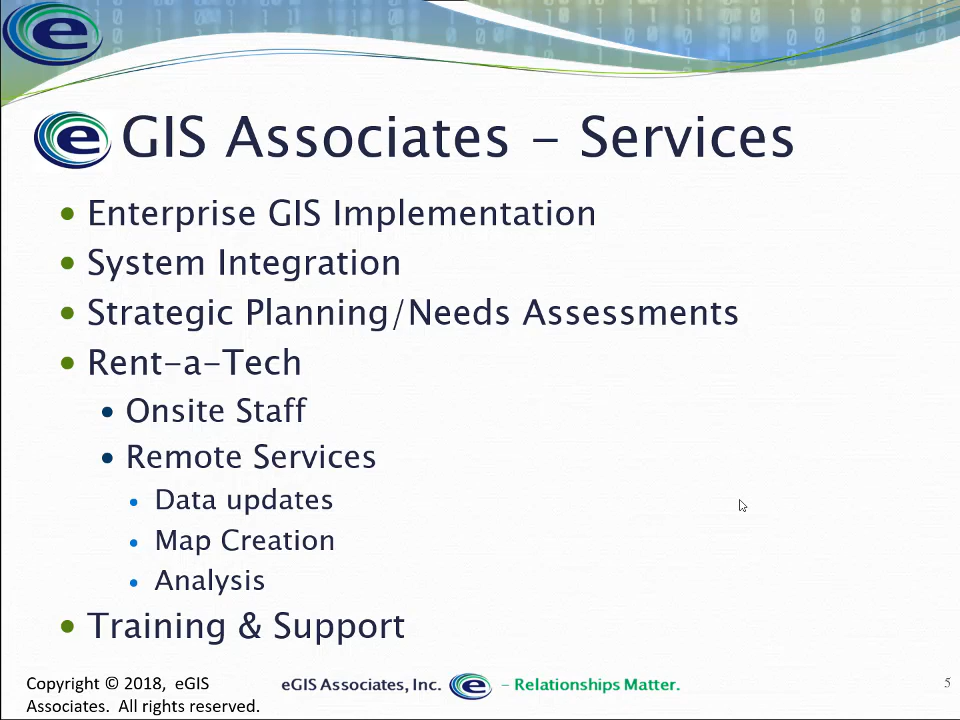 e
e GIS Associates - Services
• Enterprise GIS Implementation
• System Integration
• Strategic Planning/Needs Assessments
• Rent-a-Tech
• Onsite Staff
• Remote Services
• Data updates
• Map Creation
• Analysis
• Training & Support
Copyright © 2018, eGIS
Associates. All rights reserved.
eGIS Associates, Inc. e – Relationships Matter.
5